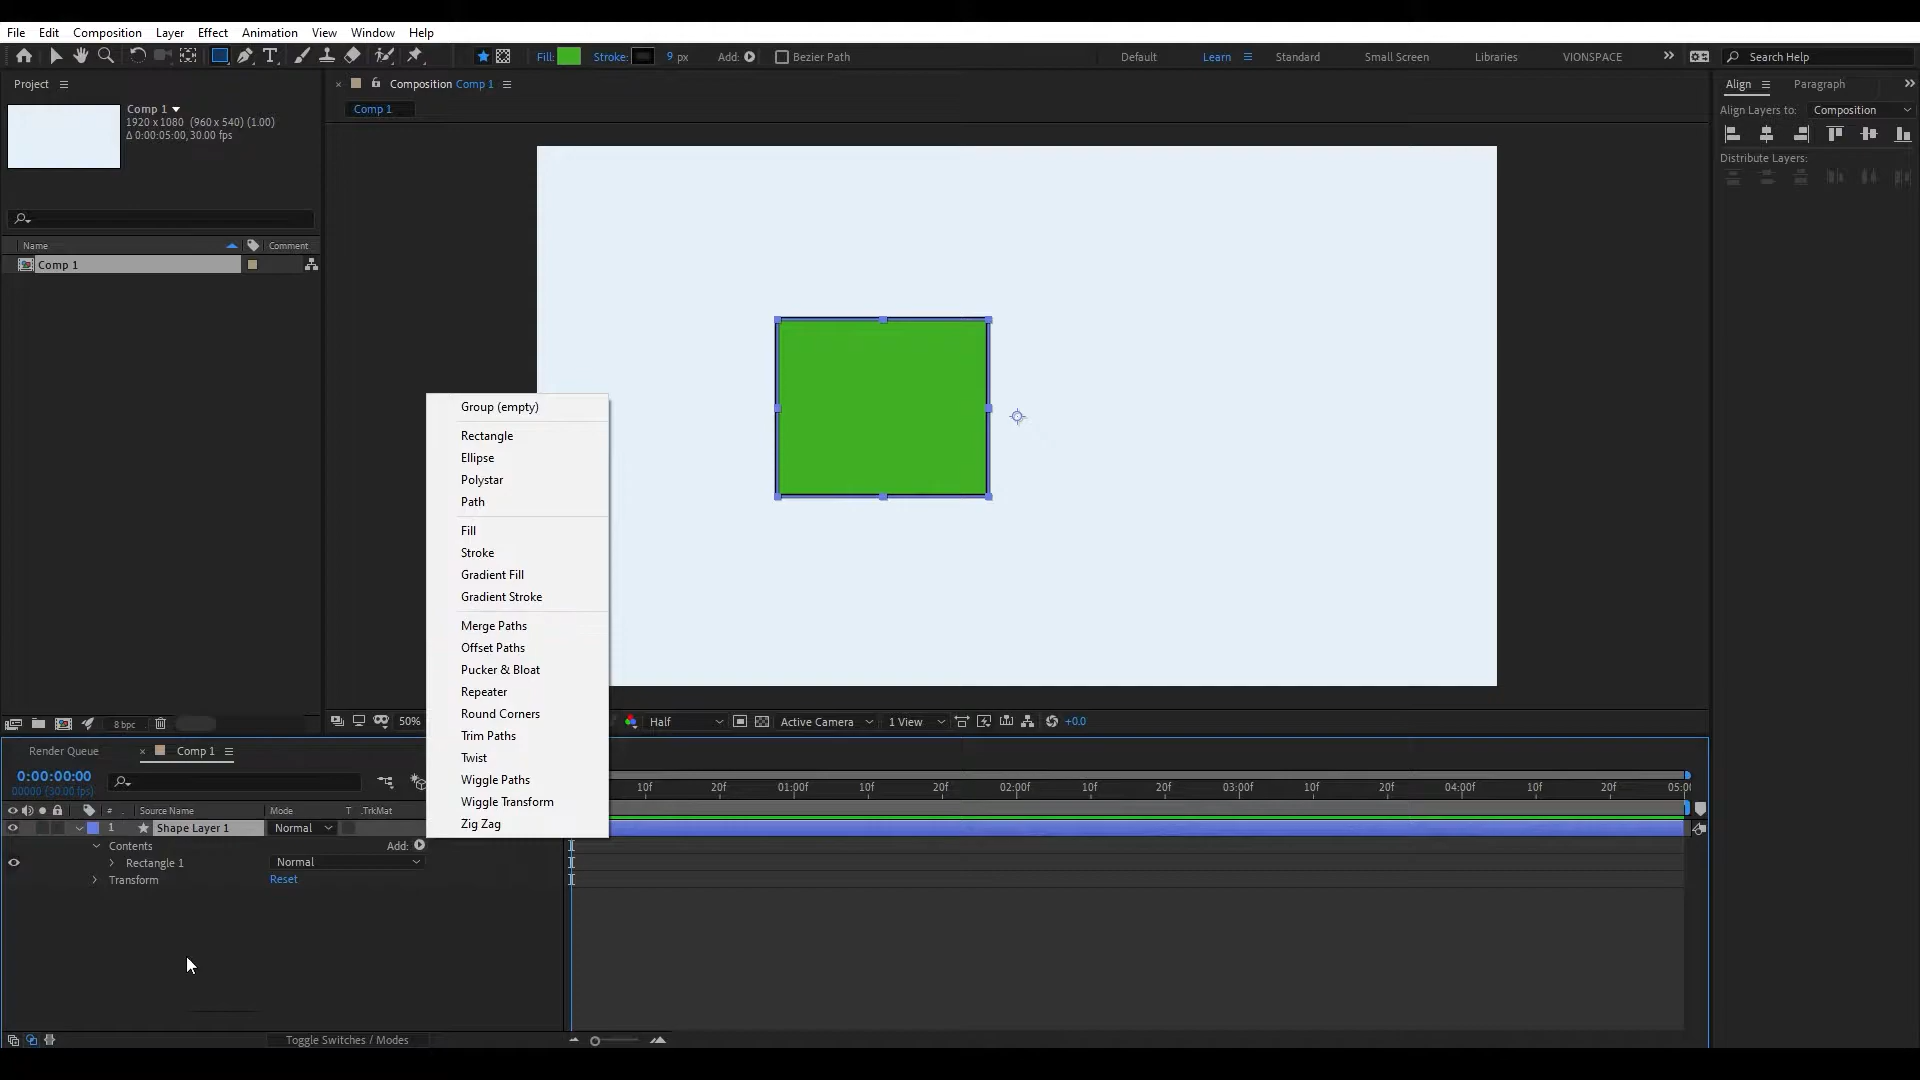 File Edit Composition Layer Effect Animation View Window Help
Fill: Stroke: 9 px Add: Bezier Path Default Learn Standard Small Screen Libraries VIONSPACE Search Help
Project
Composition Comp 1
Align Paragraph
Comp 1
1920 x 1080 (960 x 540) (1.00)
Δ 0:00:05:00, 30.00 fps
Comp 1
Align Layers to: Composition
Distribute Layers:
Name Comment
Comp 1
Group (empty)
Rectangle
Ellipse
Polystar
Path
Fill
Stroke
Gradient Fill
Gradient Stroke
Merge Paths
Offset Paths
Pucker & Bloat
Repeater
Round Corners
Trim Paths
Twist
Wiggle Paths
Wiggle Transform
Zig Zag
8 bpc
50% Half Active Camera 1 View +0.0
Render Queue Comp 1
0:00:00:00
00000 (30.00 fps)
10f 20f 01:00f 10f 20f 02:00f 10f 20f 03:00f 10f 20f 04:00f 10f 20f 05:00
# Source Name Mode T .TrkMat
1 Shape Layer 1 Normal
Contents Add:
Rectangle 1 Normal
Transform Reset
Toggle Switches / Modes